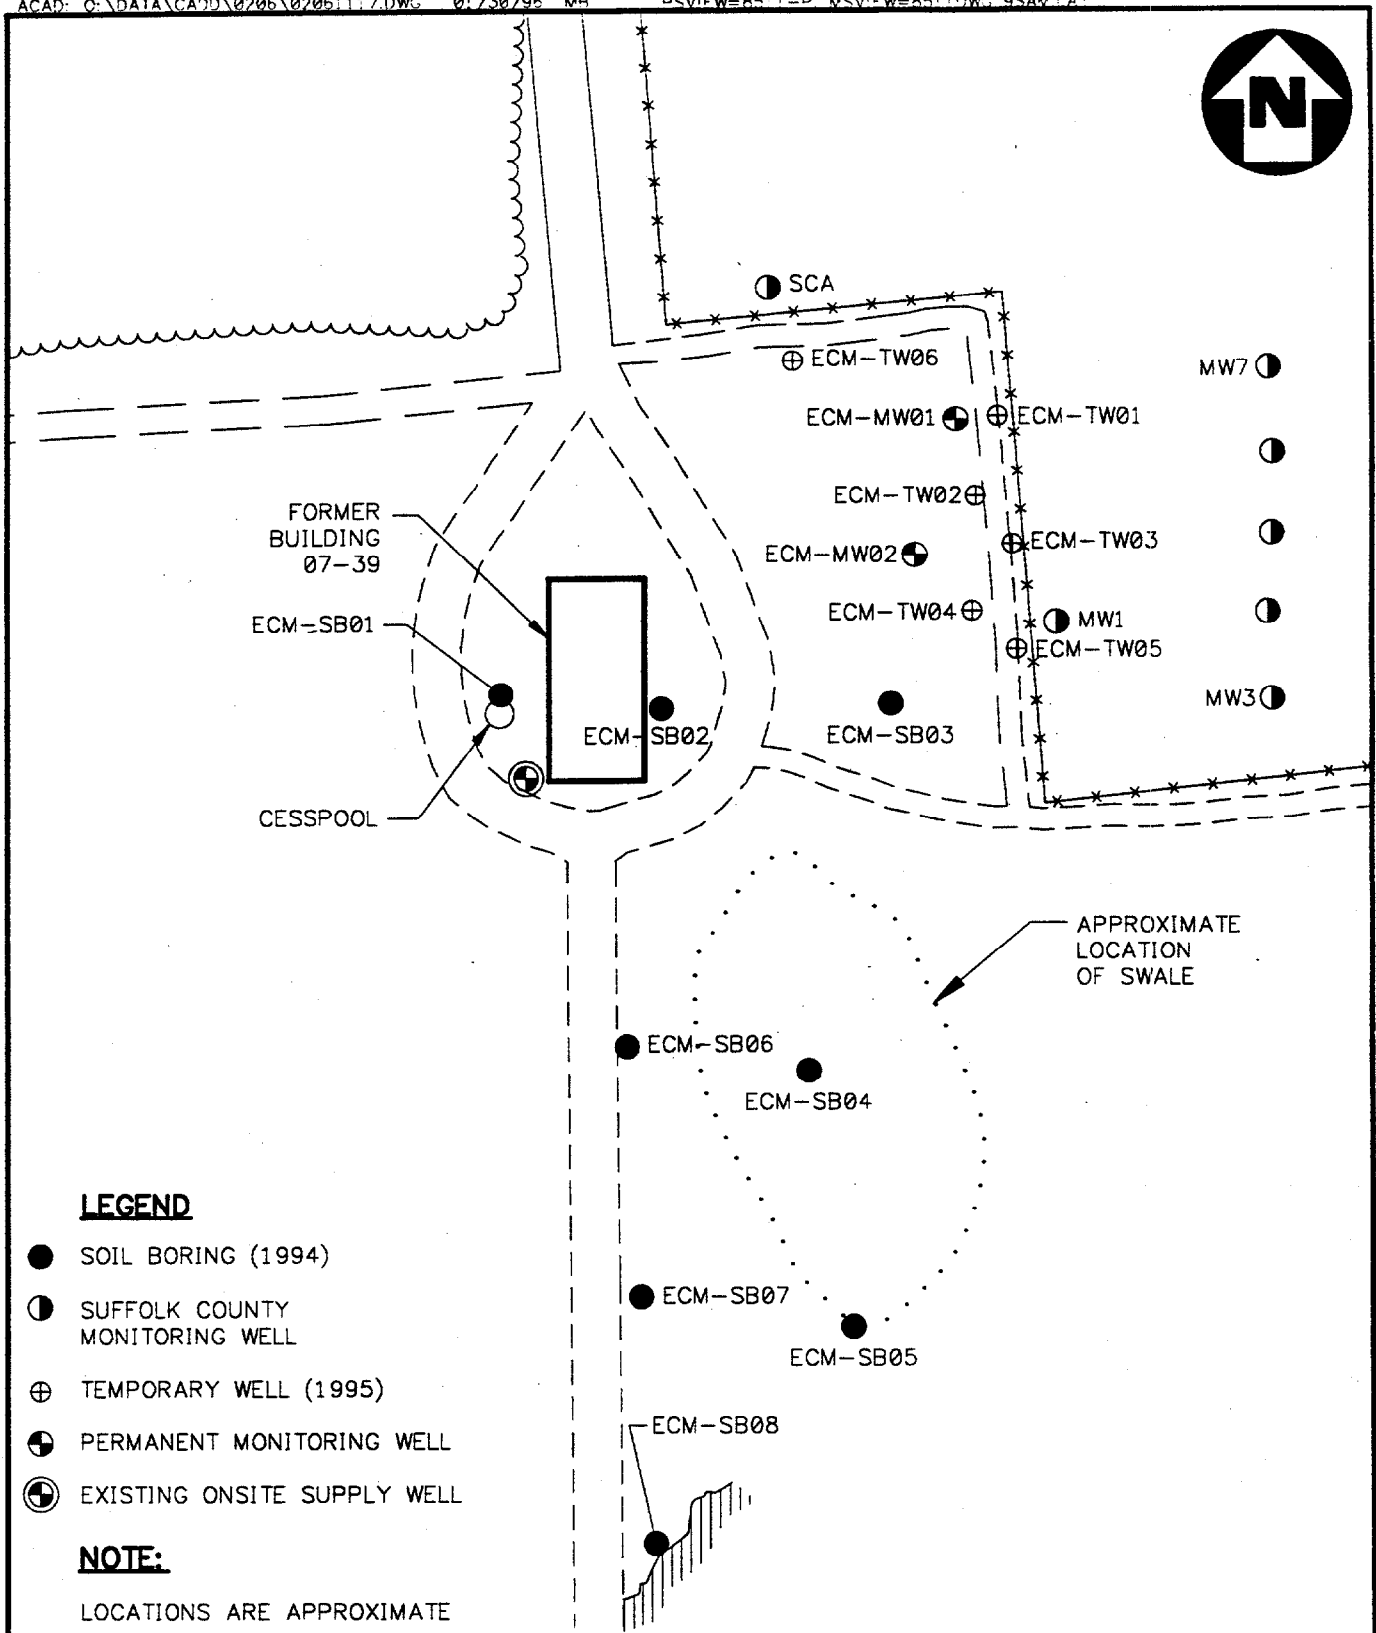 N
SCA
ECM-TW06
MW7
ECM-MW01
ECM-TW01
ECM-TW02
FORMER
BUILDING
07-39
ECM-TW03
ECM-MW02
ECM-TW04
ECM-SB01
MW1
ECM-TW05
MW3
ECM-SB02
ECM-SB03
CESSPOOL
APPROXIMATE
LOCATION
OF SWALE
ECM-SB06
ECM-SB04
ECM-SB07
ECM-SB05
ECM-SB08
LEGEND
SOIL BORING (1994)
SUFFOLK COUNTY
MONITORING WELL
TEMPORARY WELL (1995)
PERMANENT MONITORING WELL
EXISTING ONSITE SUPPLY WELL
NOTE:
LOCATIONS ARE APPROXIMATE